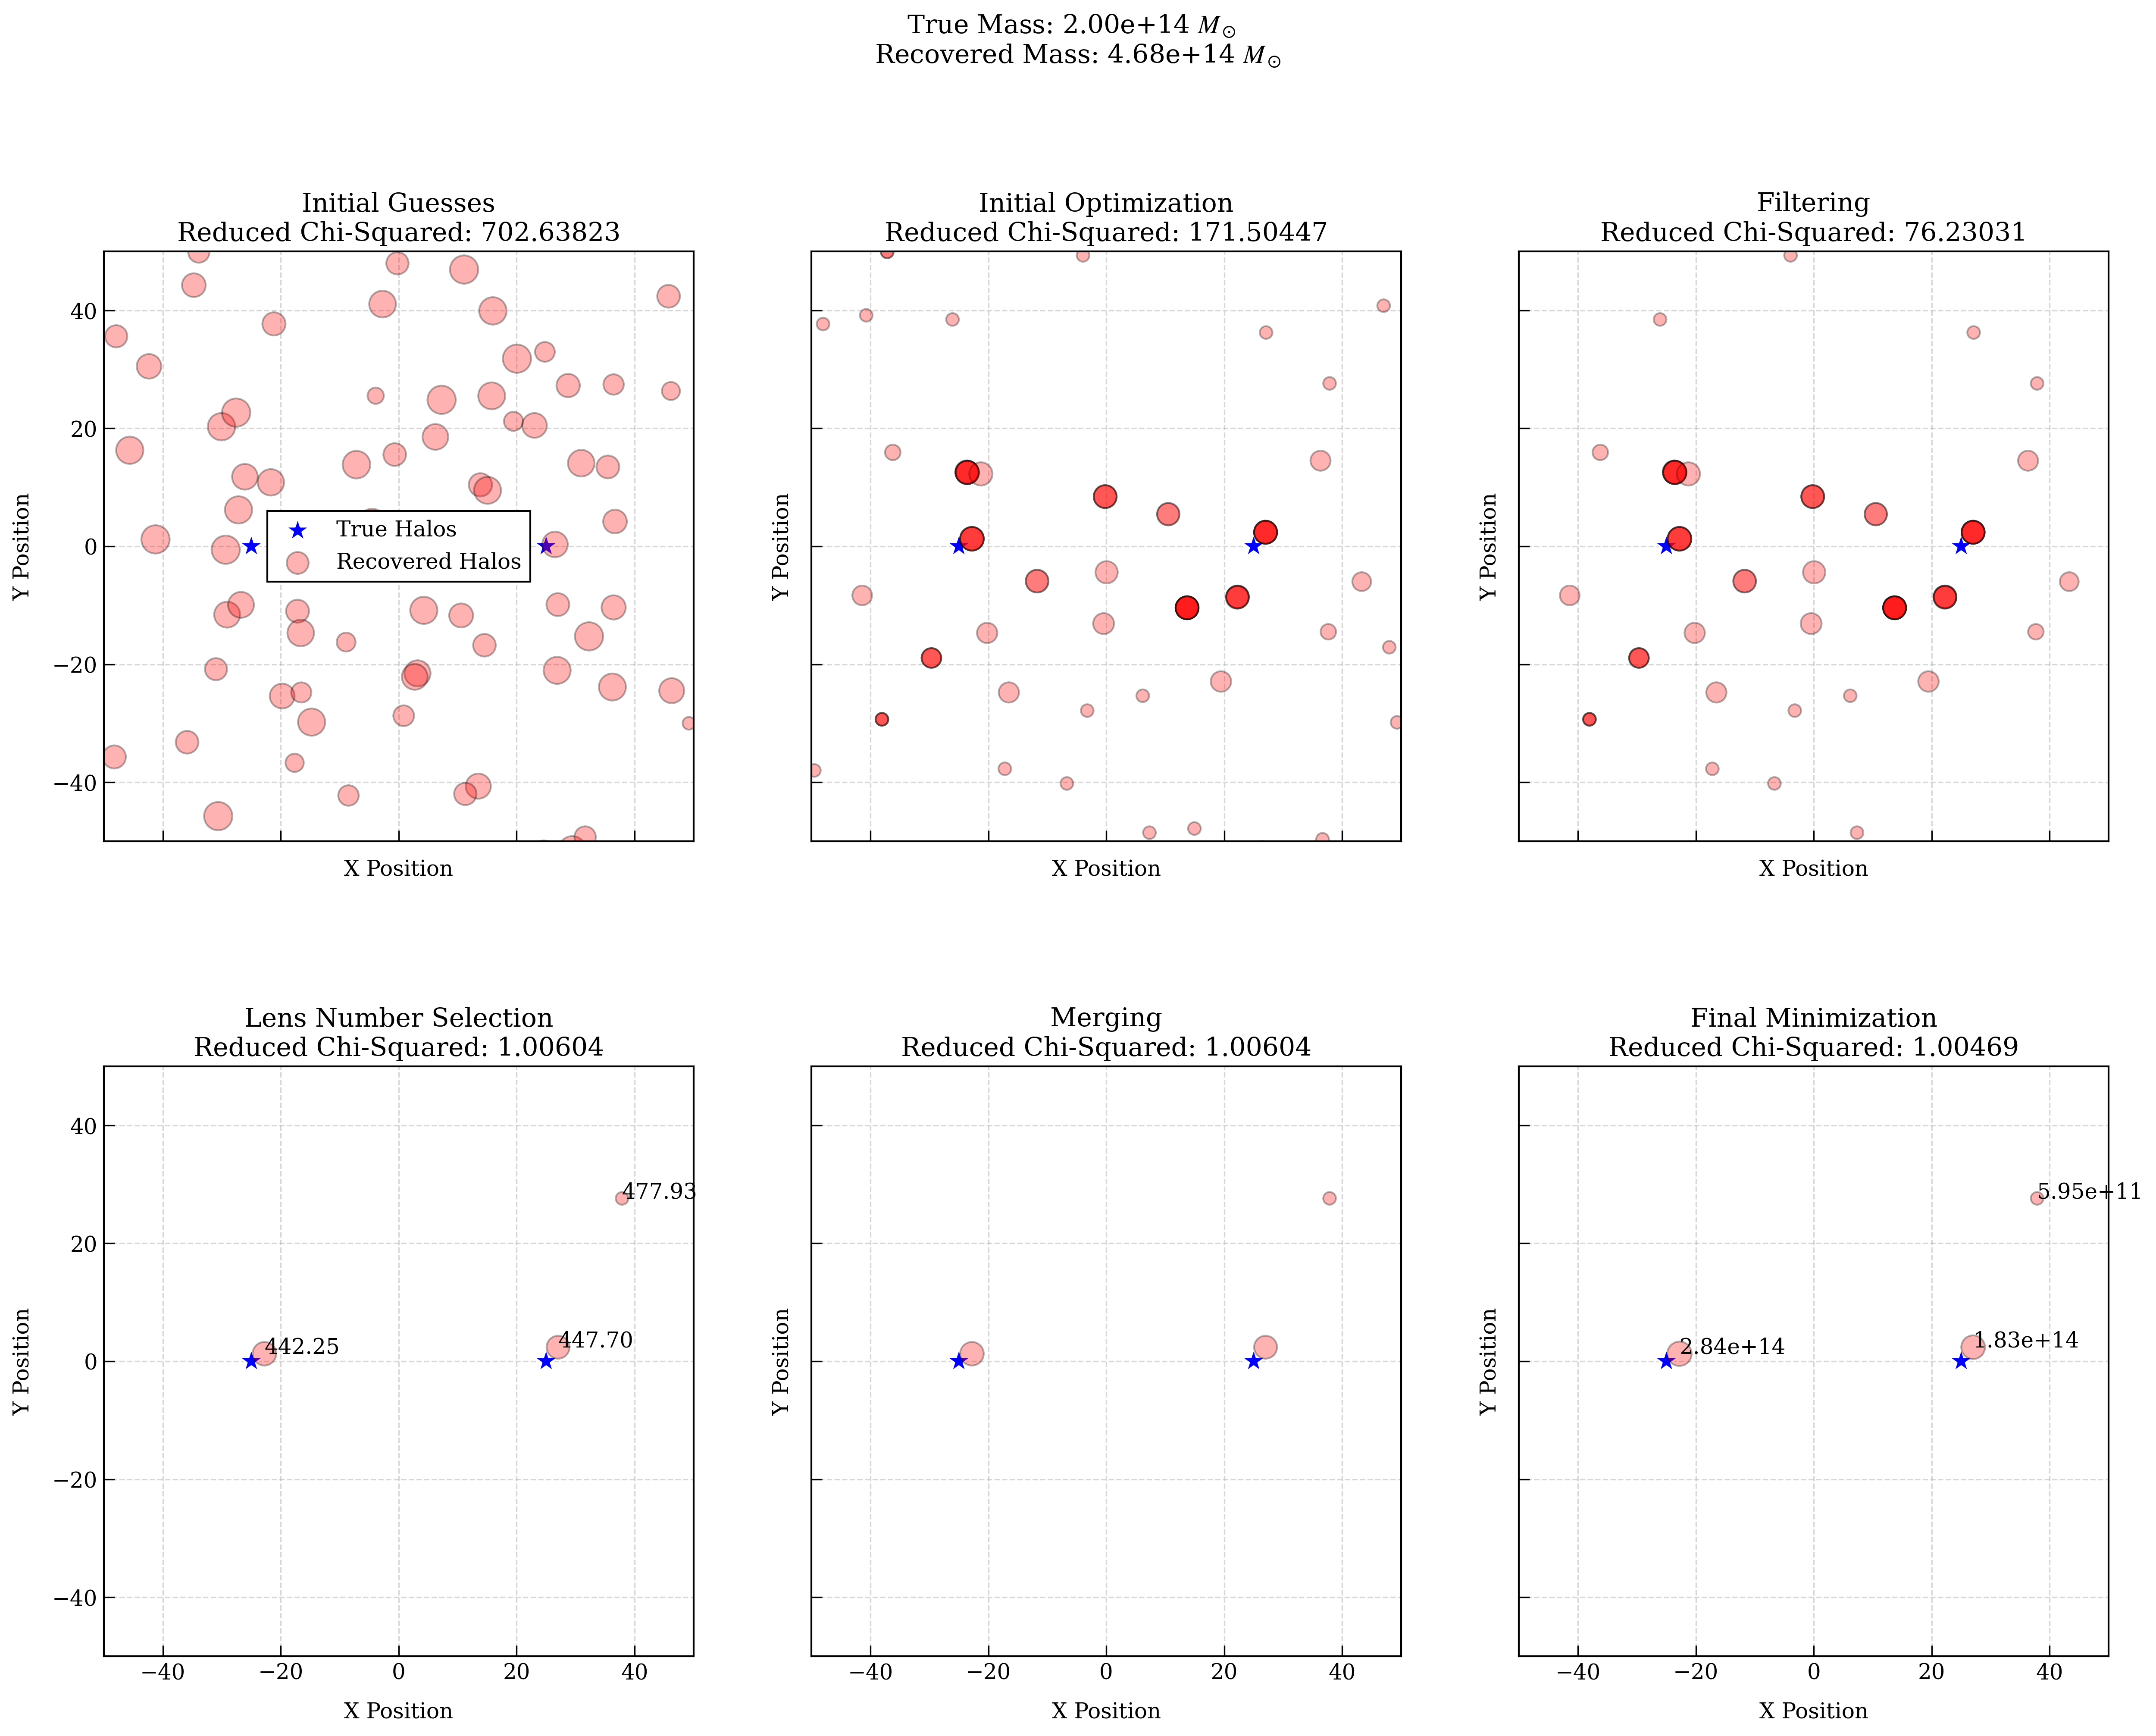 True Mass: 2.00e+14 M⊙
Recovered Mass: 4.68e+14 M⊙
Initial Guesses
Reduced Chi-Squared: 702.63823
Y Position
40
20
0
−20
−40
True Halos
Recovered Halos
X Position
Initial Optimization
Reduced Chi-Squared: 171.50447
Y Position
X Position
Filtering
Reduced Chi-Squared: 76.23031
Y Position
X Position
Lens Number Selection
Reduced Chi-Squared: 1.00604
Y Position
40
20
0
−20
−40
477.93
442.25
447.70
−40 −20 0 20 40
X Position
Merging
Reduced Chi-Squared: 1.00604
Y Position
−40 −20 0 20 40
X Position
Final Minimization
Reduced Chi-Squared: 1.00469
Y Position
5.95e+11
2.84e+14
1.83e+14
−40 −20 0 20 40
X Position